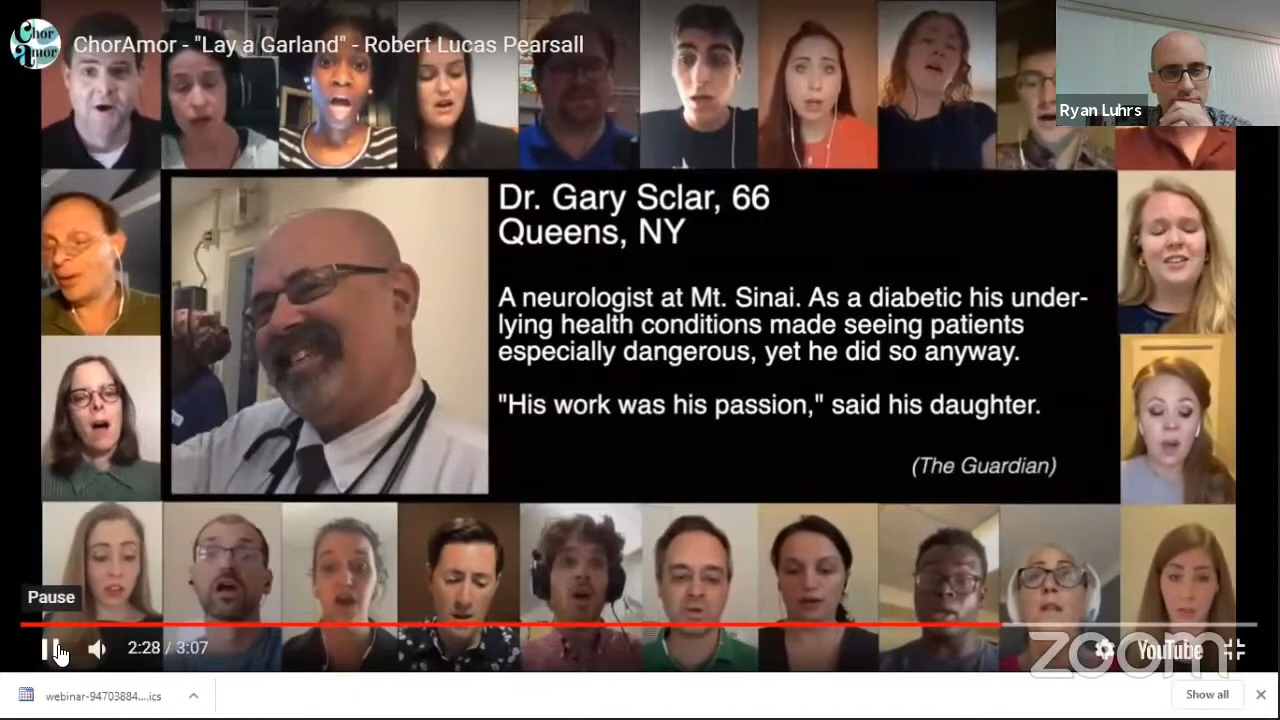 Chor
Amor
ChorAmor - "Lay a Garland" - Robert Lucas Pearsall
Ryan Luhrs
Dr. Gary Sclar, 66
Queens, NY
A neurologist at Mt. Sinai. As a diabetic his under-
lying health conditions made seeing patients
especially dangerous, yet he did so anyway.
"His work was his passion," said his daughter.
(The Guardian)
Pause
2:28 / 3:07
YouTube
zoom
webinar-94703884....ics
Show all